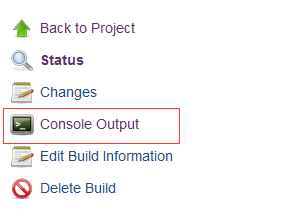 Back to Project
Status
Changes
Console Output
Edit Build Information
Delete Build